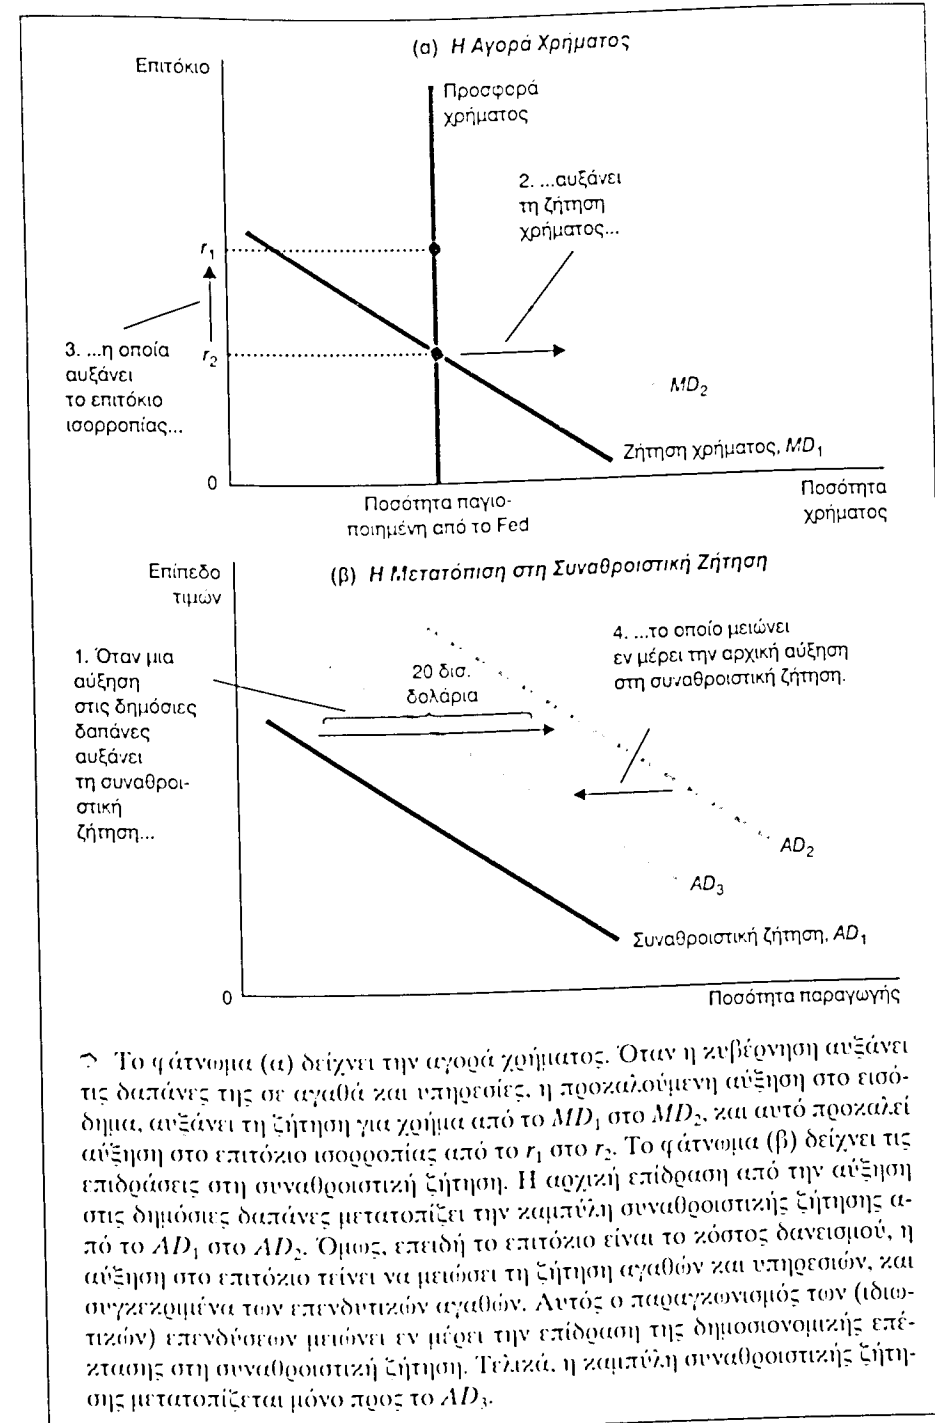 (α) Η Αγορά Χρήματος
Επιτόκιο
Προσφορά
χρήματος
2. ...αυξάνει
τη ζήτηση
χρήματος...
r1
3. ...η οποία
αυξάνει
το επιτόκιο
ισορροπίας...
r2
MD2
Ζήτηση χρήματος, MD1
0
Ποσότητα παγιο-
ποιημένη από το Fed
Ποσότητα
χρήματος
(β) Η Μετατόπιση στη Συναθροιστική Ζήτηση
Επίπεδο
τιμών
1. Όταν μια
αύξηση
στις δημόσιες
δαπάνες
αυξάνει
τη συναθροι-
στική
ζήτηση...
20 δισ.
δολάρια
4. ...το οποίο μειώνει
εν μέρει την αρχική αύξηση
στη συναθροιστική ζήτηση.
AD2
AD3
Συναθροιστική ζήτηση, AD1
0
Ποσότητα παραγωγής
Το φάτνωμα (α) δείχνει την αγορά χρήματος. Όταν η κυβέρνηση αυξάνει
τις δαπάνες της σε αγαθά και υπηρεσίες, η προκαλούμενη αύξηση στο εισό-
δημα, αυξάνει τη ζήτηση για χρήμα από το MD1 στο MD2, και αυτό προκαλεί
αύξηση στο επιτόκιο ισορροπίας από το r1 στο r2. Το φάτνωμα (β) δείχνει τις
επιδράσεις στη συναθροιστική ζήτηση. Η αρχική επίδραση από την αύξηση
στις δημόσιες δαπάνες μετατοπίζει την καμπύλη συναθροιστικής ζήτησης α-
πό το AD1 στο AD2. Όμως, επειδή το επιτόκιο είναι το κόστος δανεισμού, η
αύξηση στο επιτόκιο τείνει να μειώσει τη ζήτηση αγαθών και υπηρεσιών, και
συγκεκριμένα των επενδυτικών αγαθών. Αυτός ο παραγκωνισμός των (ιδιω-
τικών) επενδύσεων μειώνει εν μέρει την επίδραση της δημοσιονομικής επέ-
κτασης στη συναθροιστική ζήτηση. Τελικά, η καμπύλη συναθροιστικής ζήτη-
σης μετατοπίζεται μόνο προς το AD3.